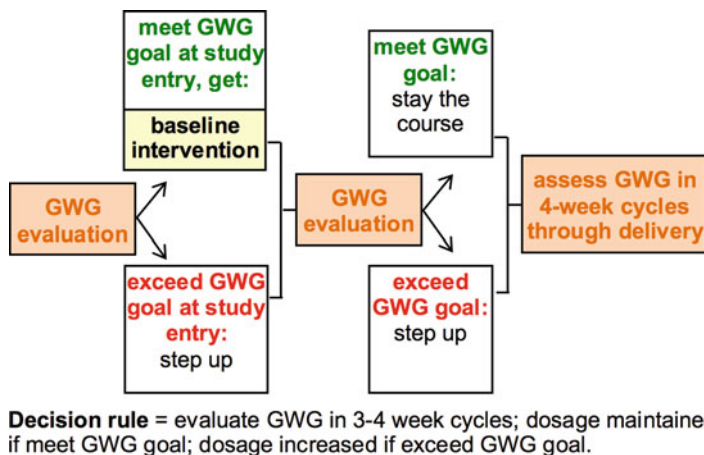 meet GWG
goal at study
entry, get:
baseline
intervention
GWG
evaluation
exceed GWG
goal at study
entry:
step up
GWG
evaluation
meet GWG
goal:
stay the
course
exceed
GWG goal:
step up
assess GWG in
4-week cycles
through delivery
Decision rule = evaluate GWG in 3-4 week cycles; dosage maintaine
if meet GWG goal; dosage increased if exceed GWG goal.